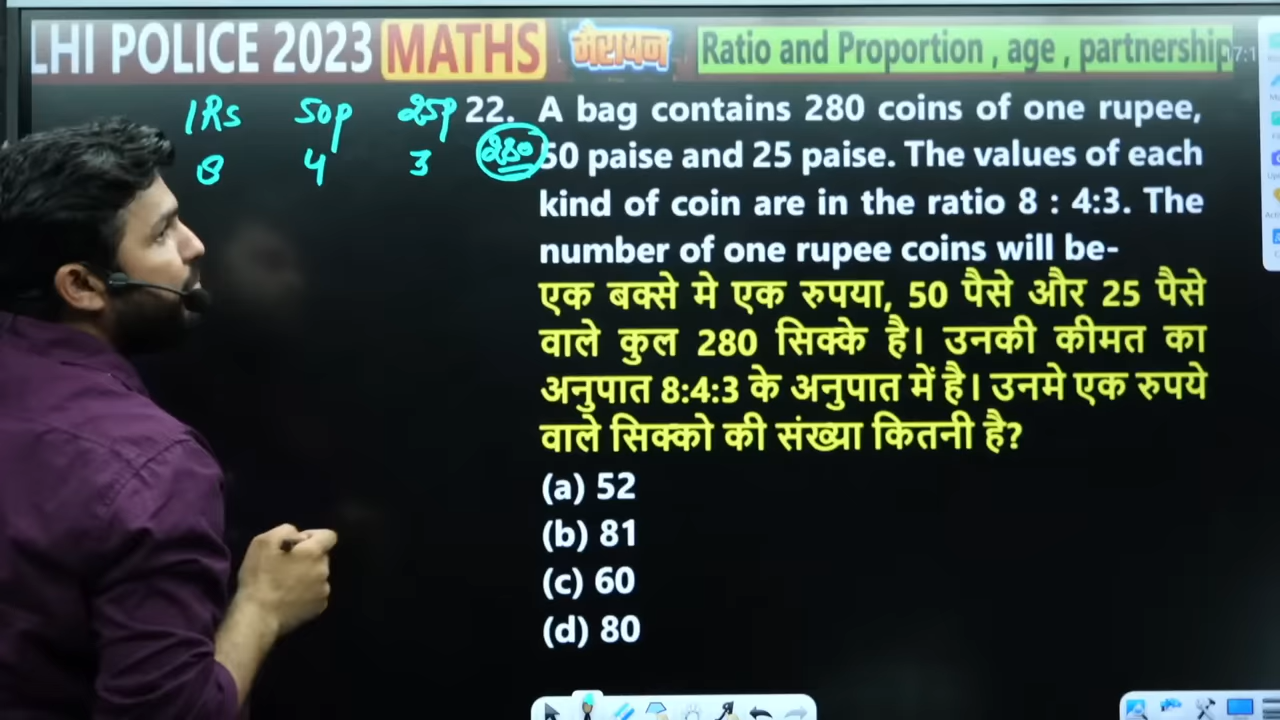 LHI POLICE 2023 MATHS मैराथन Ratio and Proportion , age , partnership
1Rs 50p 25p
8 4 3 280
22. A bag contains 280 coins of one rupee,
50 paise and 25 paise. The values of each
kind of coin are in the ratio 8 : 4:3. The
number of one rupee coins will be-
एक बक्से मे एक रुपया, 50 पैसे और 25 पैसे
वाले कुल 280 सिक्के है। उनकी कीमत का
अनुपात 8:4:3 के अनुपात में है। उनमे एक रुपये
वाले सिक्को की संख्या कितनी है?
(a) 52
(b) 81
(c) 60
(d) 80